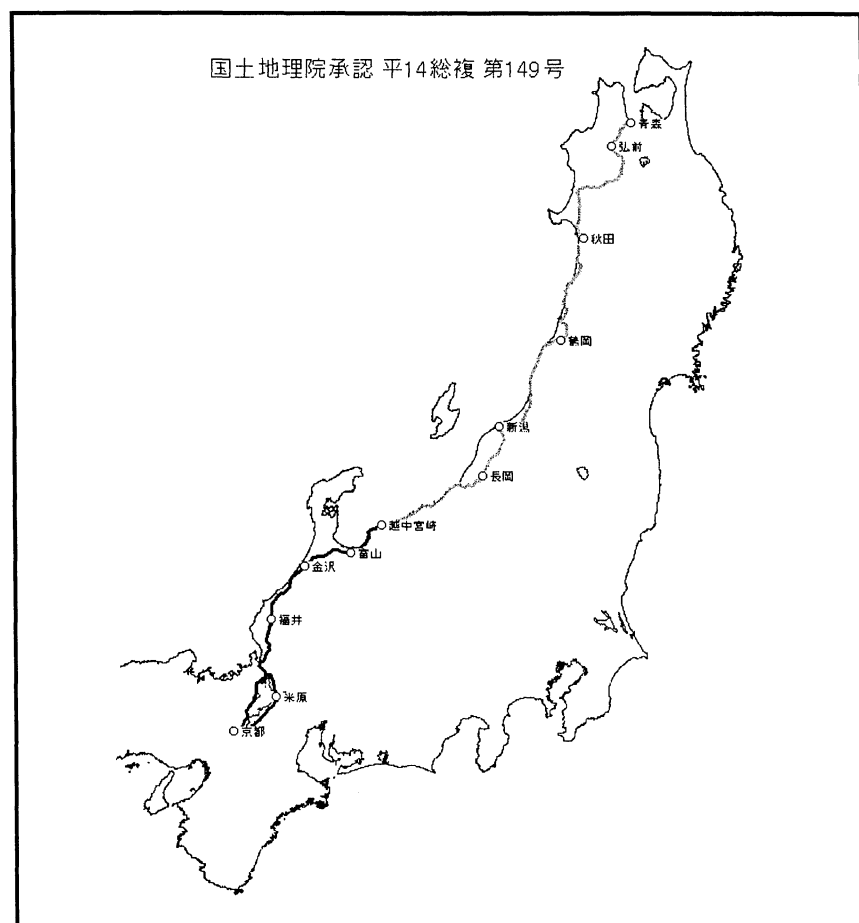 国土地理院承認 平14総複 第149号
青森
弘前
秋田
鶴岡
新潟
長岡
越中宮崎
富山
金沢
福井
米原
京都